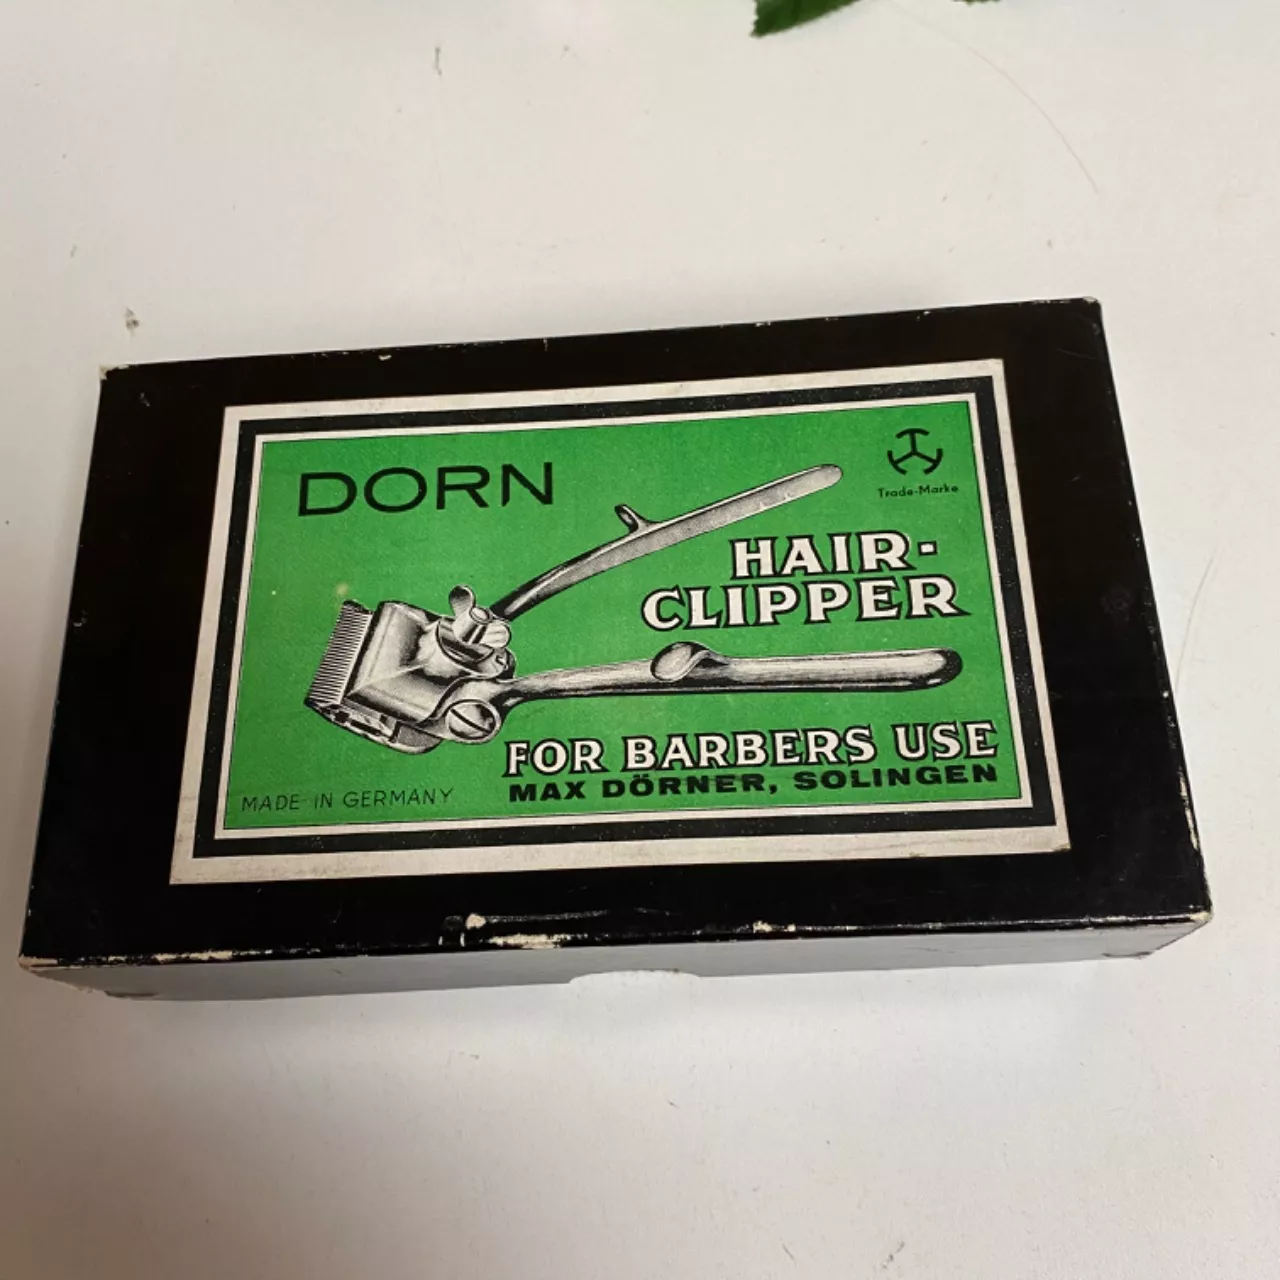 DORN
Trade-Marke
HAIR-
CLIPPER
FOR BARBERS USE
MAX DÖRNER, SOLINGEN
MADE IN GERMANY